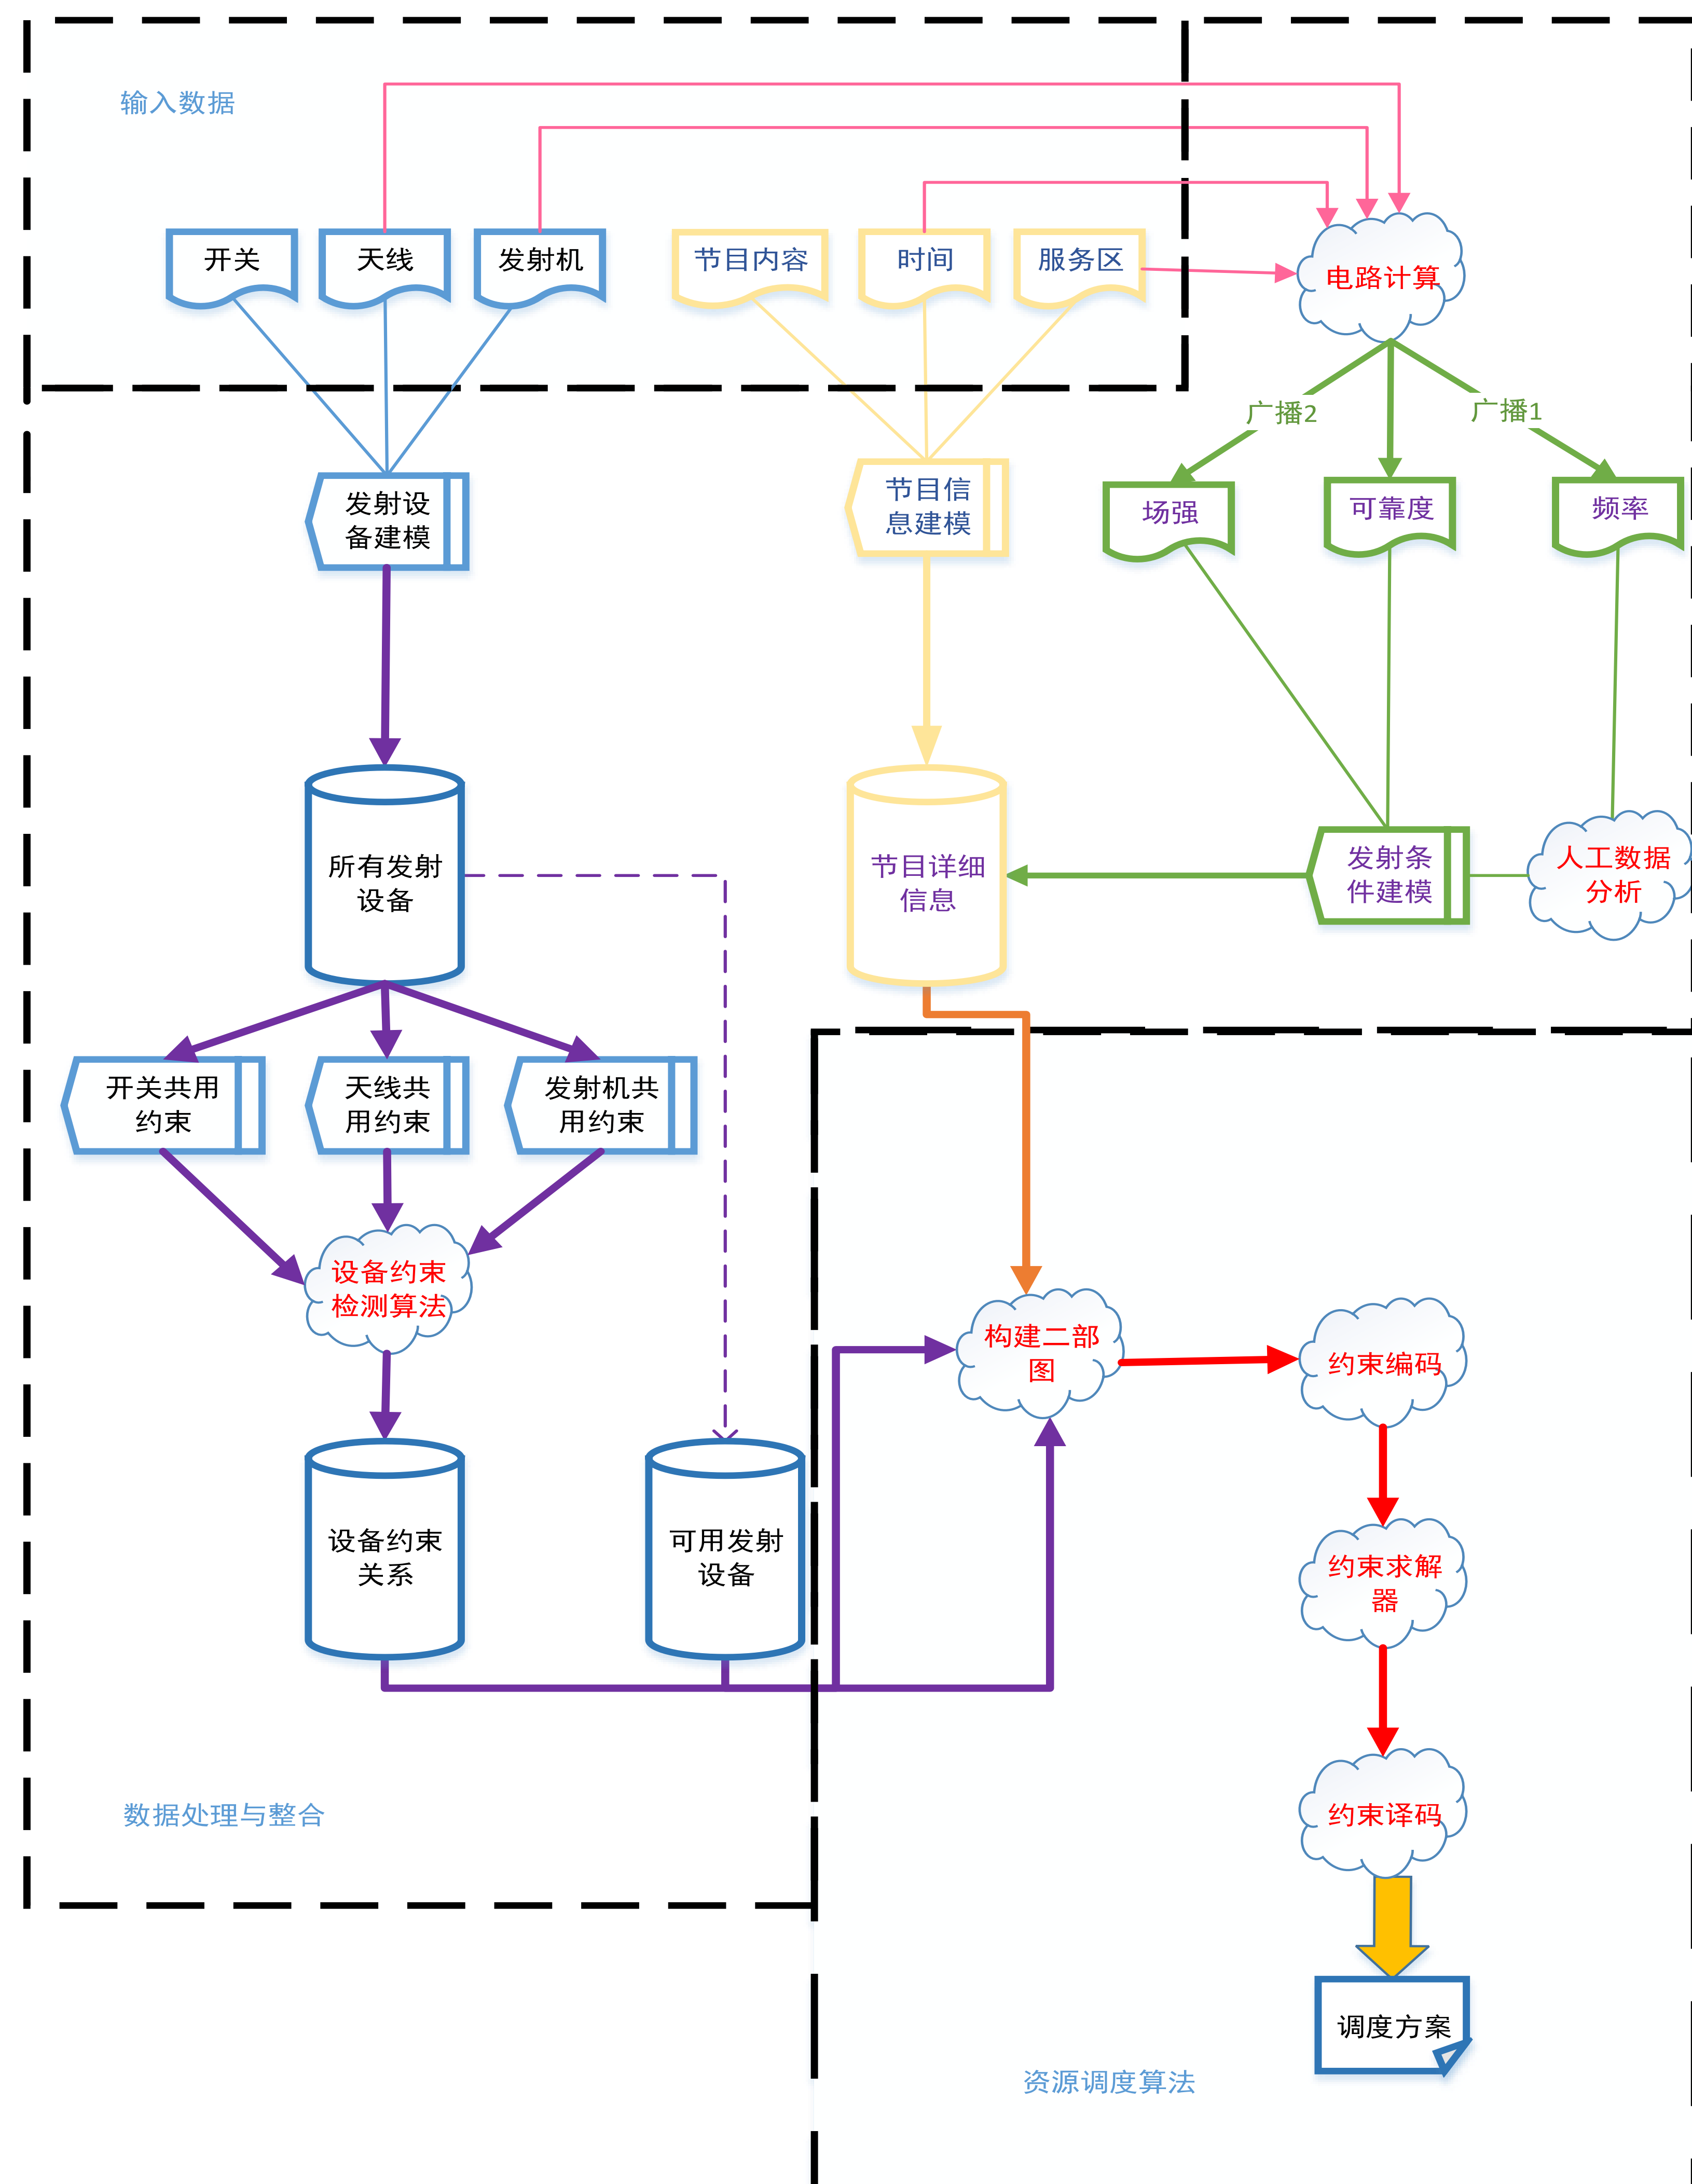 输入数据
开关
天线
发射机
节目内容
时间
服务区
电路计算
广播2
广播1
发射设
备建模
节目信
息建模
场强
可靠度
频率
所有发射
设备
节目详细
信息
发射条
件建模
人工数据
分析
开关共用
约束
天线共
用约束
发射机共
用约束
设备约束
检测算法
构建二部
图
约束编码
设备约束
关系
可用发射
设备
约束求解
器
数据处理与整合
约束译码
调度方案
资源调度算法